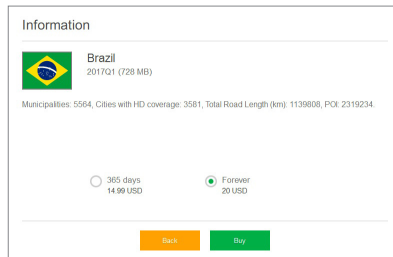 Information
Brazil
2017Q1 (728 MB)
Municipalities: 5564, Cities with HD coverage: 3581, Total Road Length (km): 1139808, POI: 2319234.
365 days
14.99 USD
Forever
20 USD
Back
Buy